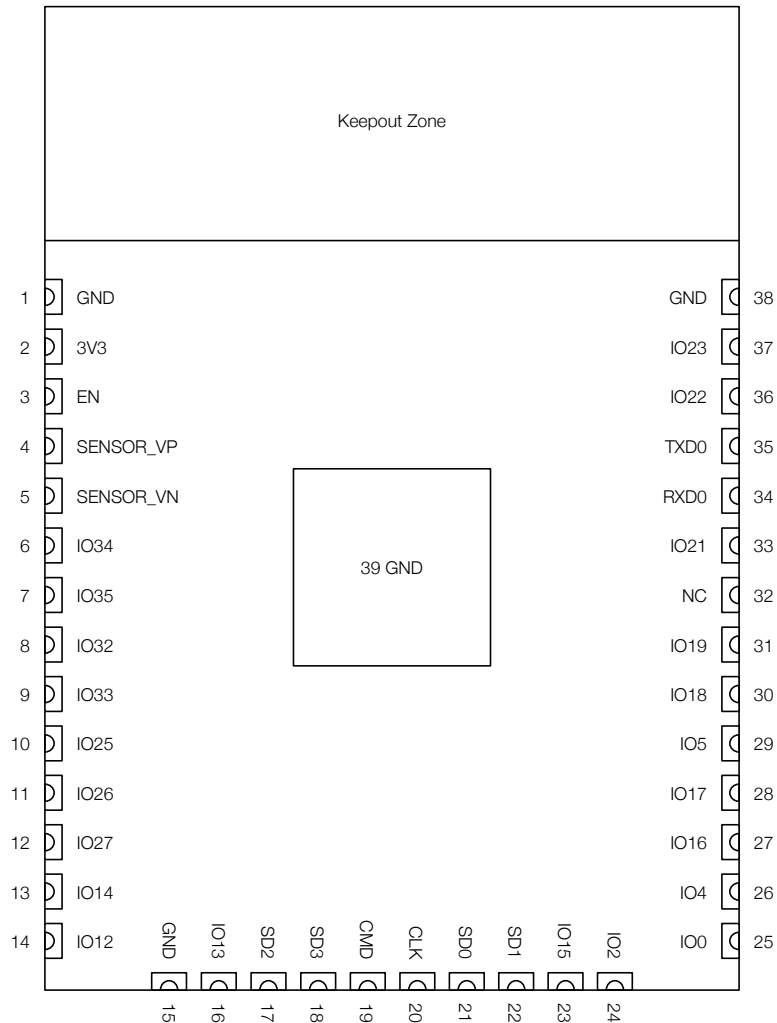 Keepout Zone
1 GND
2 3V3
3 EN
4 SENSOR_VP
5 SENSOR_VN
6 IO34
7 IO35
8 IO32
9 IO33
10 IO25
11 IO26
12 IO27
13 IO14
14 IO12
39 GND
GND 38
IO23 37
IO22 36
TXD0 35
RXD0 34
IO21 33
NC 32
IO19 31
IO18 30
IO5 29
IO17 28
IO16 27
IO4 26
IO0 25
GND 15
IO13 16
SD2 17
SD3 18
CMD 19
CLK 20
SD0 21
SD1 22
IO15 23
IO2 24